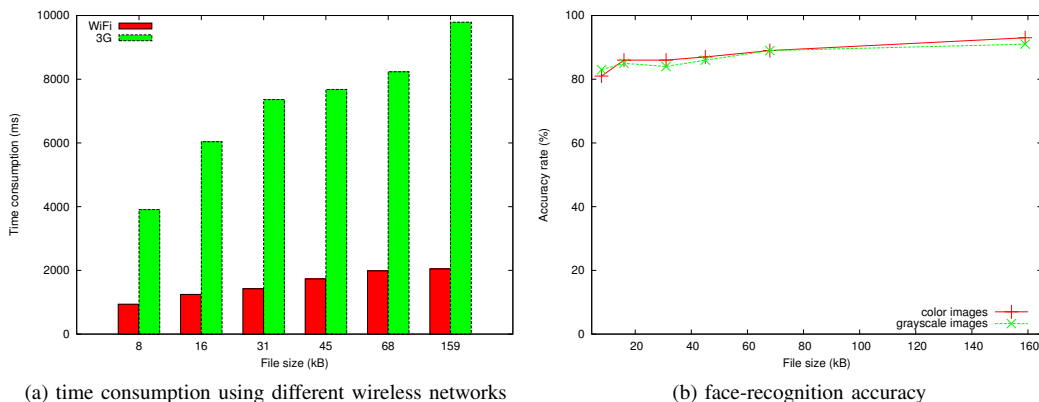 WiFi
3G
10000
8000
6000
4000
2000
0
Time consumption (ms)
8 16 31 45 68 159
File size (kB)
(a) time consumption using different wireless networks
100
80
60
40
20
0
Accuracy rate (%)
color images
grayscale images
20 40 60 80 100 120 140 160
File size (kB)
(b) face-recognition accuracy